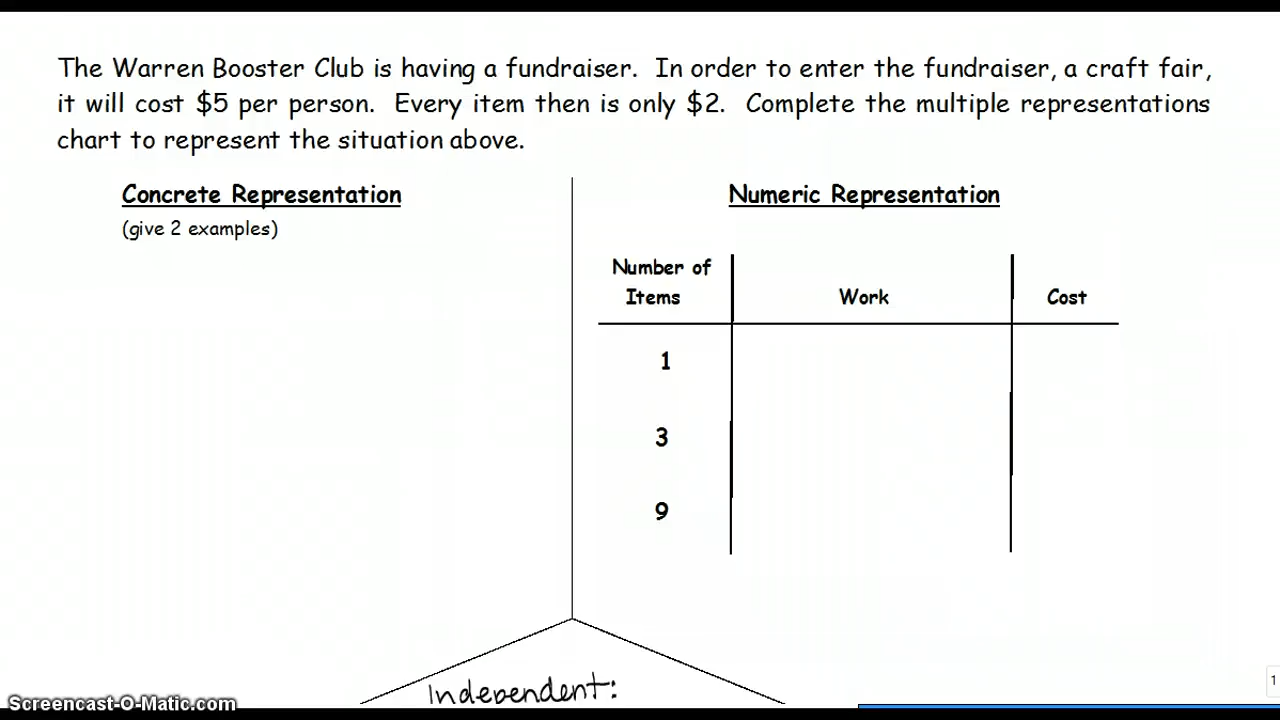 The Warren Booster Club is having a fundraiser. In order to enter the fundraiser, a craft fair,
it will cost $5 per person. Every item then is only $2. Complete the multiple representations
chart to represent the situation above.
Concrete Representation
(give 2 examples)
Numeric Representation
Number of
Items
Work
Cost
1
3
9
Independent:
Screencast-O-Matic.com
1